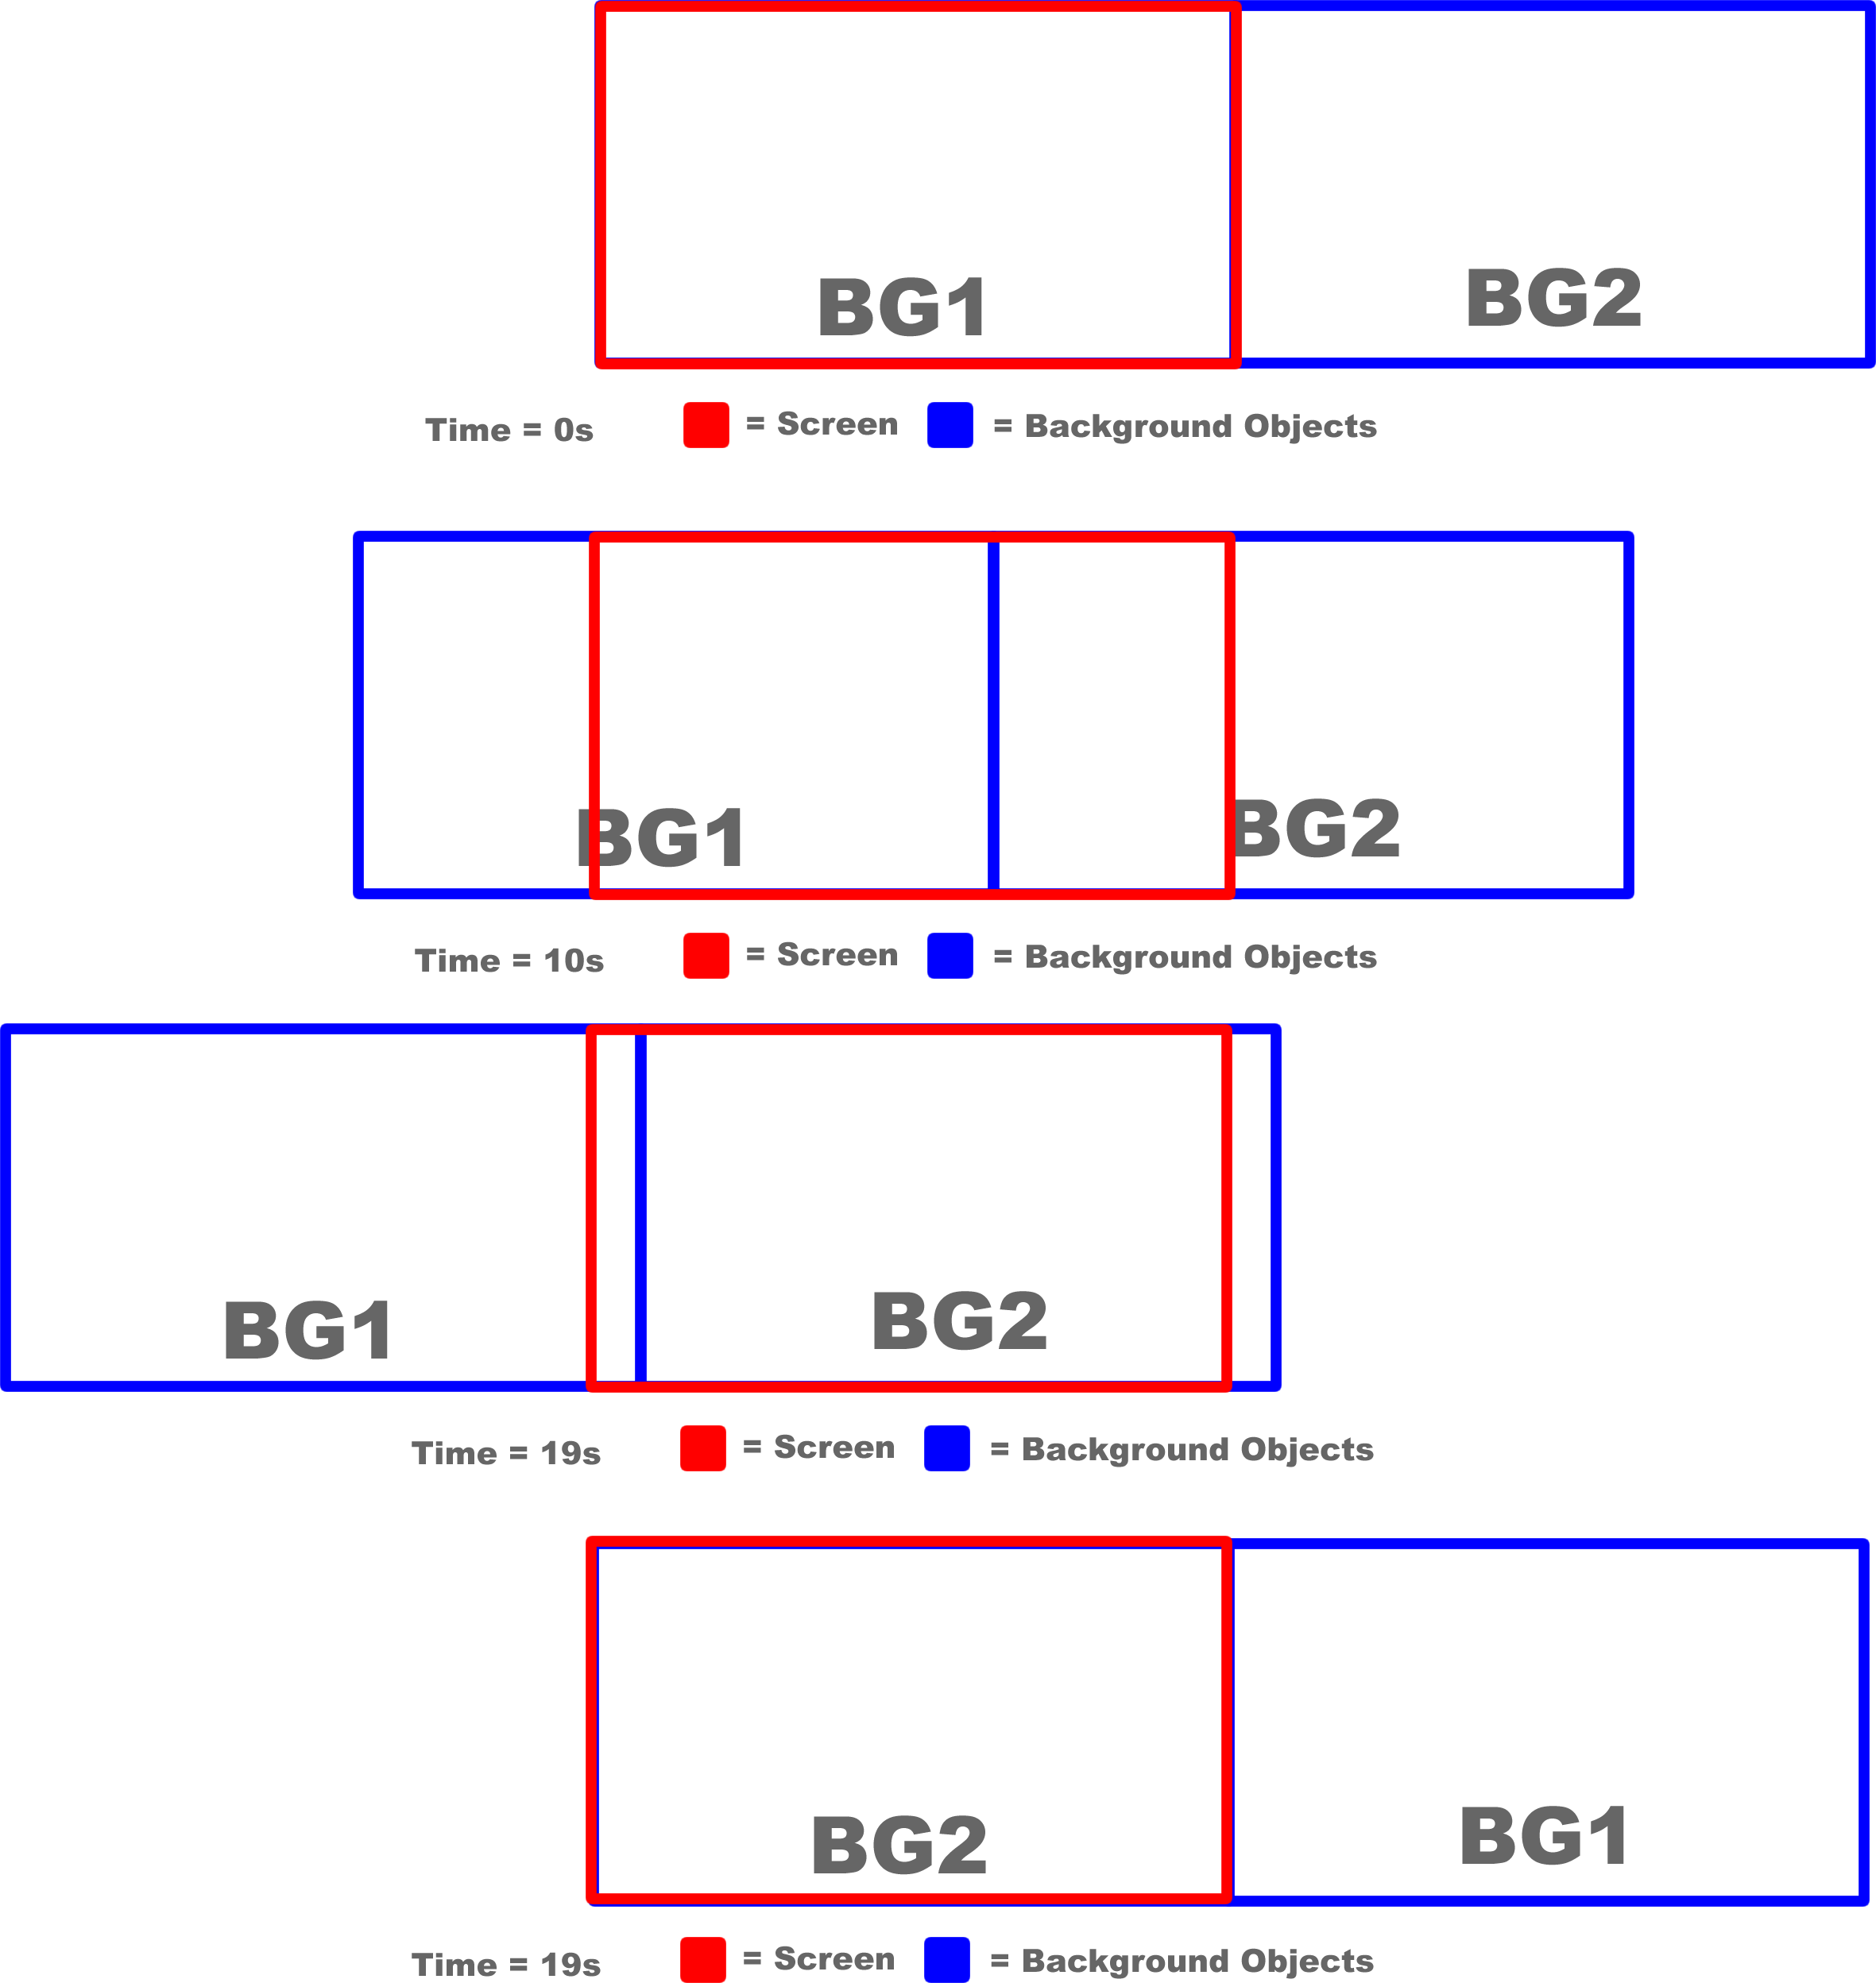 BG1 BG2
Time = 0s = Screen = Background Objects
BG1 BG2
Time = 10s = Screen = Background Objects
BG1 BG2
Time = 19s = Screen = Background Objects
BG2 BG1
Time = 19s = Screen = Background Objects